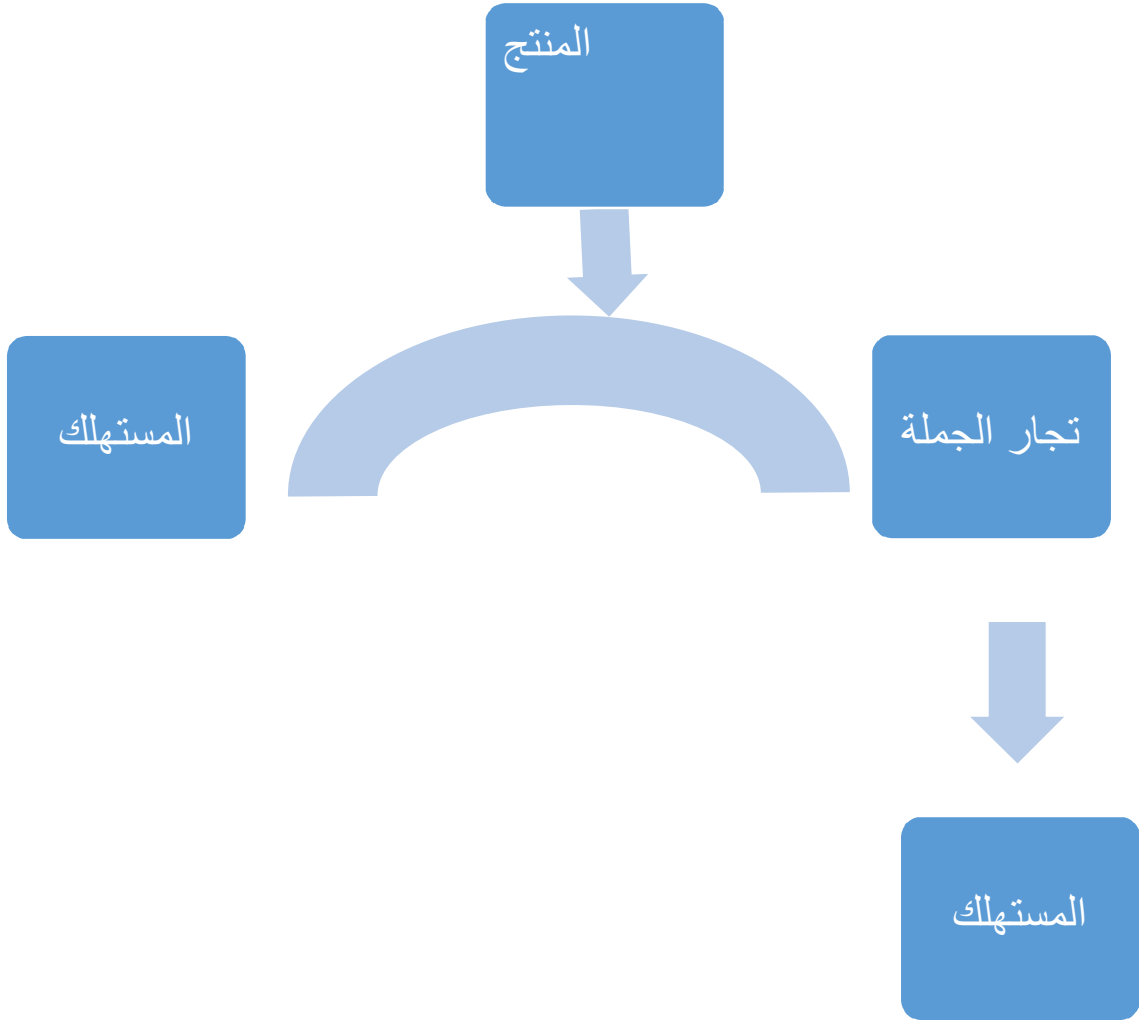 المنتج
تجار الجملة
المستهلك
المستهلك